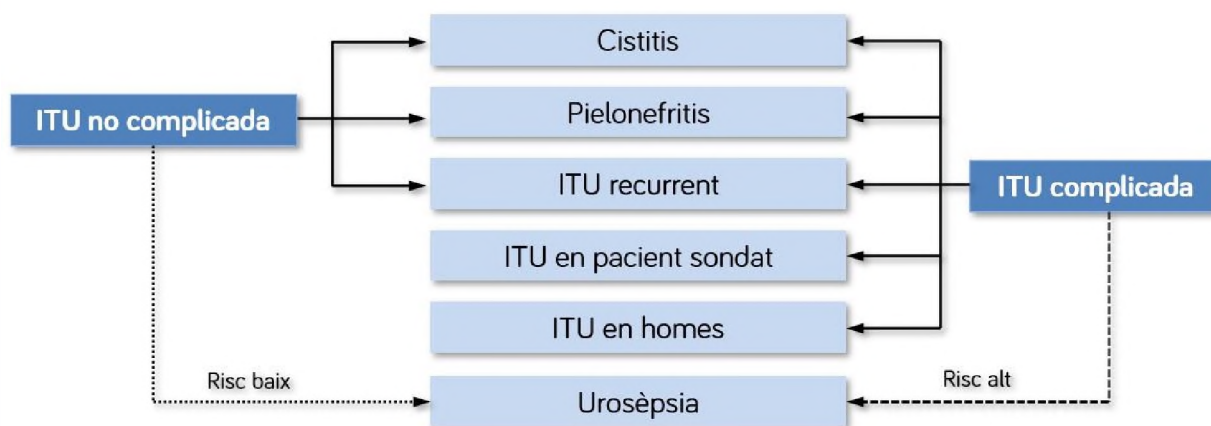 Cistitis
ITU no complicada
Pielonefritis
ITU recurrent
ITU complicada
ITU en pacient sondat
ITU en homes
Risc baix
Risc alt
Urosèpsia